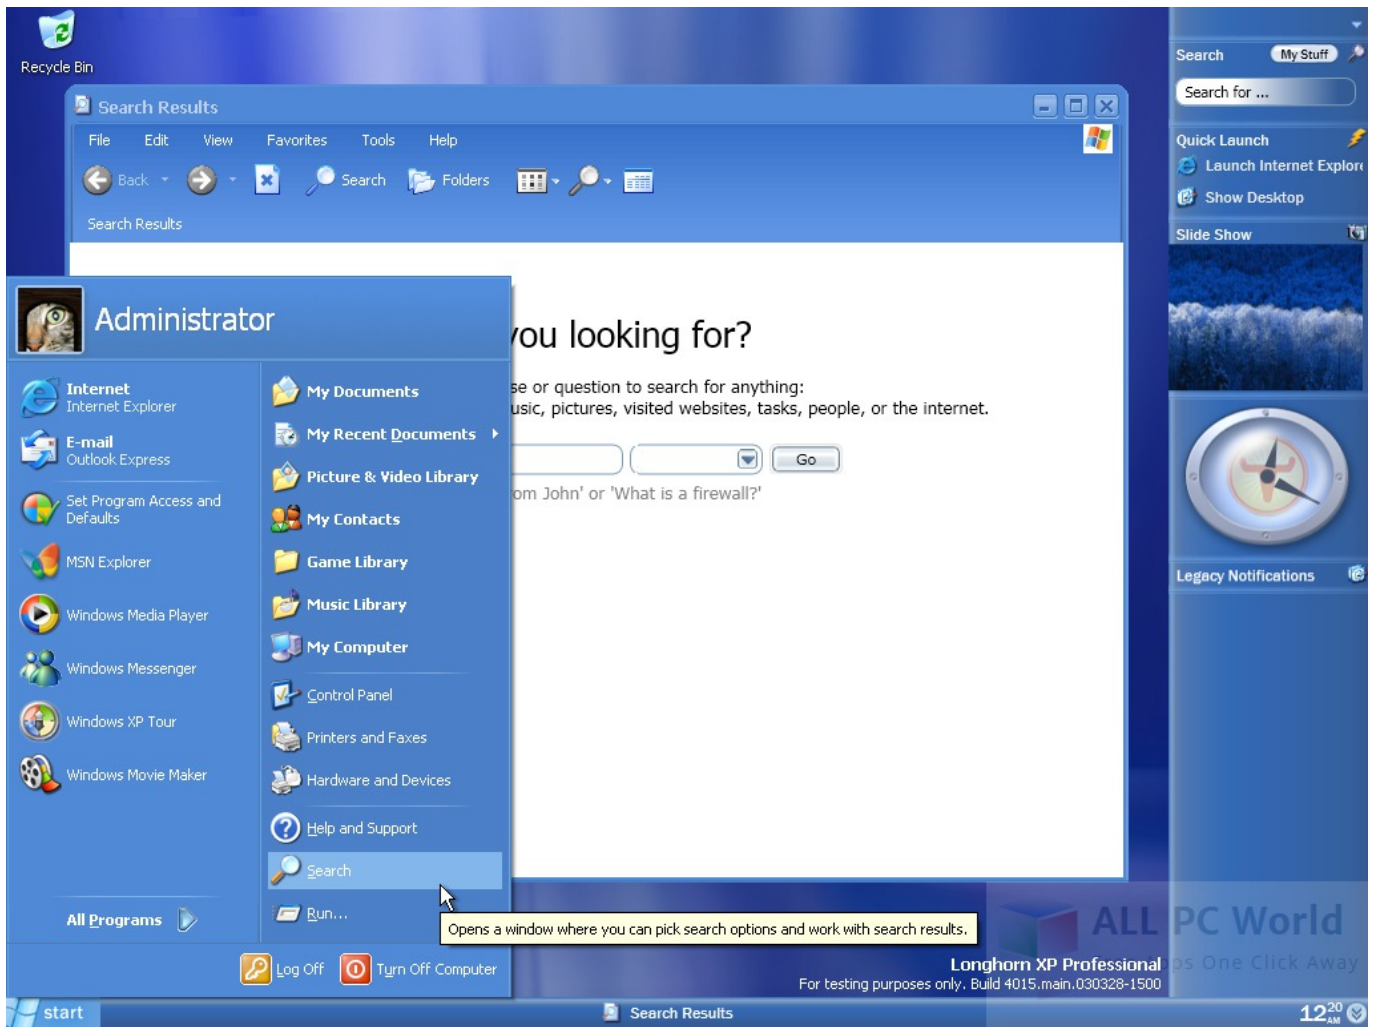 Recycle Bin
Search Results
File Edit View Favorites Tools Help
Back Search Folders
Search Results
you looking for?
or question to search for anything:
pictures, visited websites, tasks, people, or the internet.
Go
John' or 'What is a firewall?'
Administrator
Internet
Internet Explorer
E-mail
Outlook Express
Set Program Access and
Defaults
MSN Explorer
Windows Media Player
Windows Messenger
Windows XP Tour
Windows Movie Maker
All Programs
My Documents
My Recent Documents
Picture & Video Library
My Contacts
Game Library
Music Library
My Computer
Control Panel
Printers and Faxes
Hardware and Devices
Help and Support
Search
Run...
Opens a window where you can pick search options and work with search results.
Log Off Turn Off Computer
Search My Stuff
Search for ...
Quick Launch
Launch Internet Explore
Show Desktop
Slide Show
Legacy Notifications
ALL PC World
One Click Away
Longhorn XP Professional
For testing purposes only. Build 4015.main.030328-1500
start
Search Results
12 20 AM